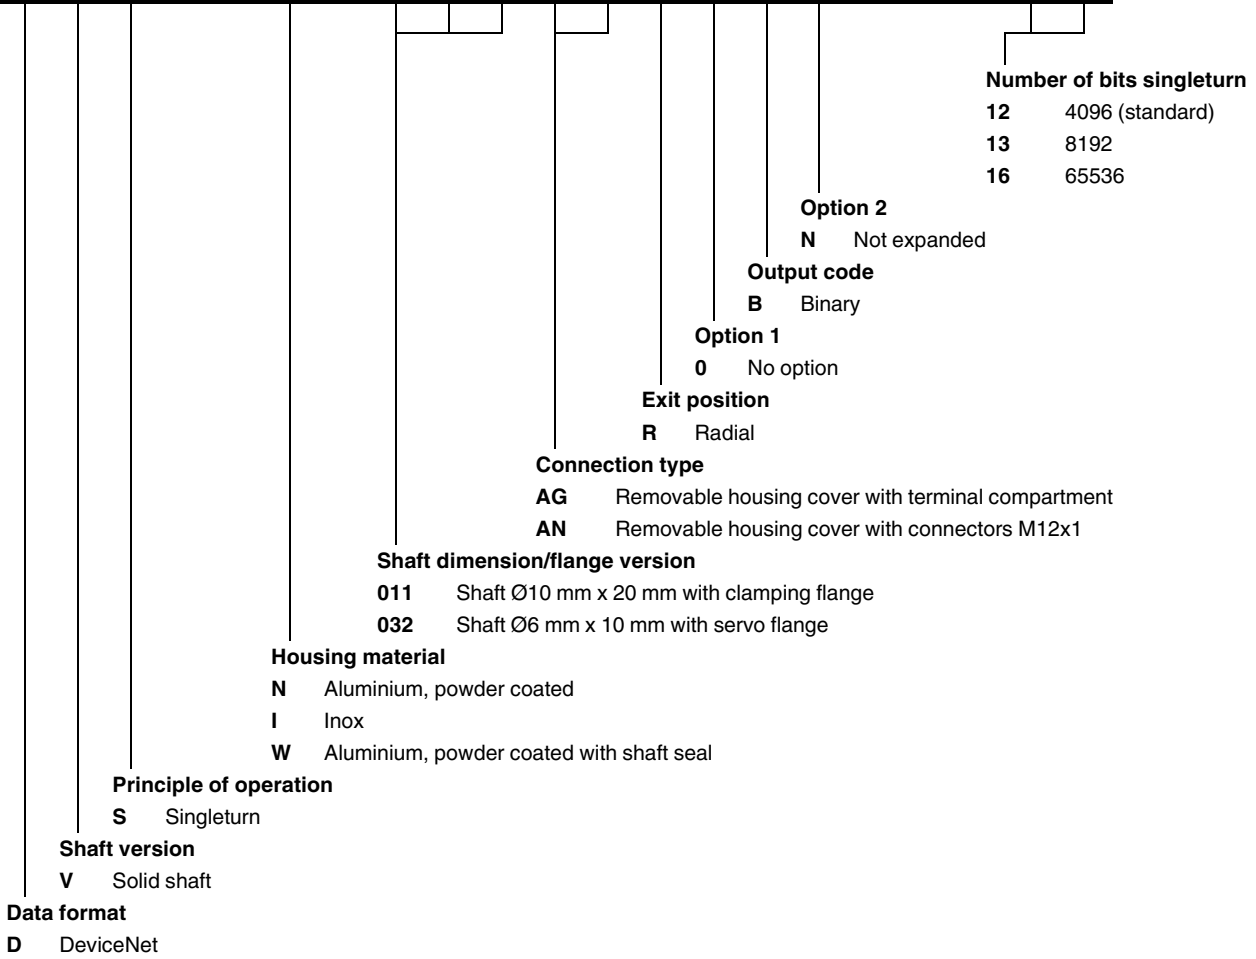 Number of bits singleturn
12 4096 (standard)
13 8192
16 65536
Option 2
N Not expanded
Output code
B Binary
Option 1
0 No option
Exit position
R Radial
Connection type
AG Removable housing cover with terminal compartment
AN Removable housing cover with connectors M12x1
Shaft dimension/flange version
011 Shaft Ø10 mm x 20 mm with clamping flange
032 Shaft Ø6 mm x 10 mm with servo flange
Housing material
N Aluminium, powder coated
I Inox
W Aluminium, powder coated with shaft seal
Principle of operation
S Singleturn
Shaft version
V Solid shaft
Data format
D DeviceNet